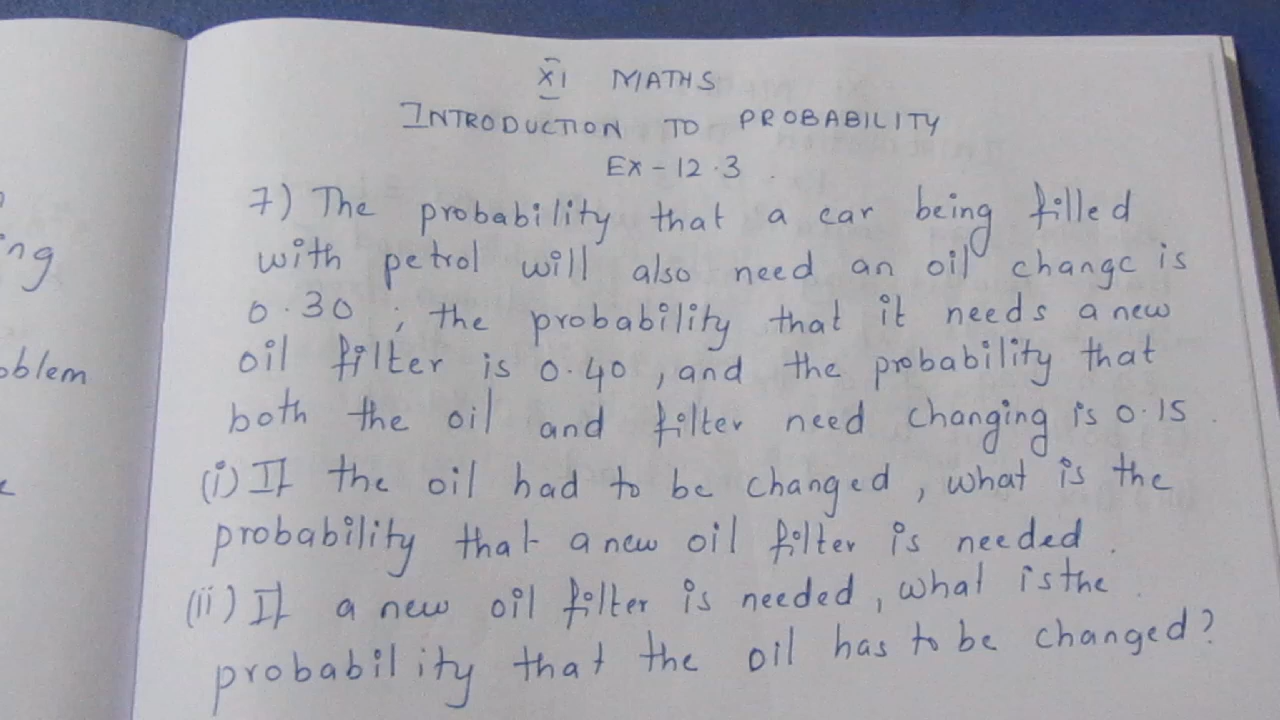 XI MATHS
INTRODUCTION TO PROBABILITY
EX - 12.3
7) The probability that a car being filled
ng
with petrol will also need an oil change is
0.30 ; the probability that it needs a new
oblem
oil filter is 0.40 , and the probability that
both the oil and filter need changing is 0.15
(i) If the oil had to be changed, what is the
probability that a new oil filter is needed.
(ii) If a new oil filter is needed, what is the
probability that the oil has to be changed?